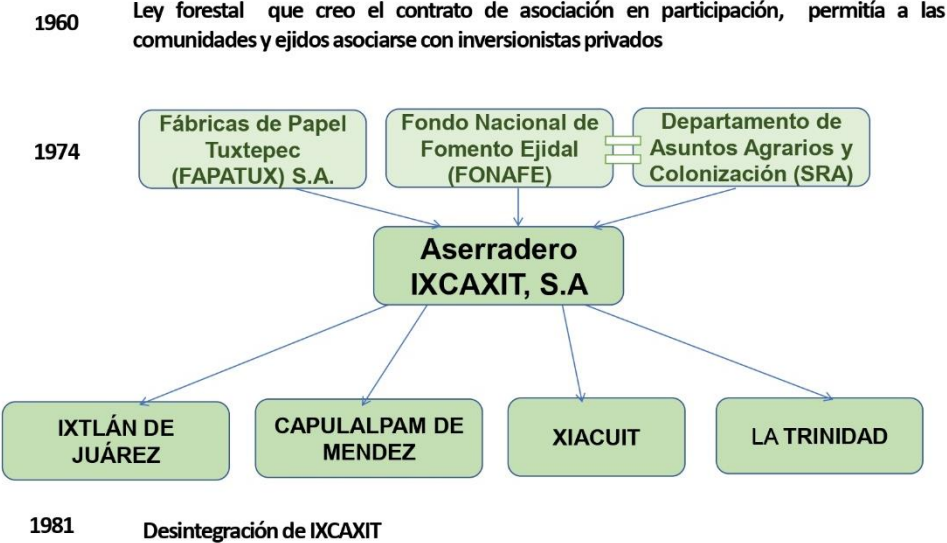 1960
Ley forestal que creo el contrato de asociación en participación, permitía a las
comunidades y ejidos asociarse con inversionistas privados
1974
Fábricas de Papel
Tuxtepec
(FAPATUX) S.A.
Fondo Nacional de
Fomento Ejidal
(FONAFE)
Departamento de
Asuntos Agrarios y
Colonización (SRA)
Aserradero
IXCAXIT, S.A
IXTLÁN DE
JUÁREZ
CAPULALPAM DE
MENDEZ
XIACUIT
LA TRINIDAD
1981
Desintegración de IXCAXIT